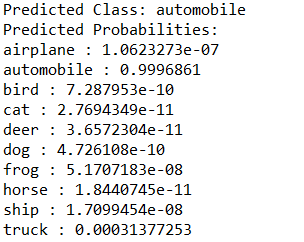 Predicted Class: automobile
Predicted Probabilities:
airplane : 1.0623273e-07
automobile : 0.9996861
bird : 7.287953e-10
cat : 2.7694349e-11
deer : 3.6572304e-11
dog : 4.726108e-10
frog : 5.1707183e-08
horse : 1.8440745e-11
ship : 1.7099454e-08
truck : 0.00031377253